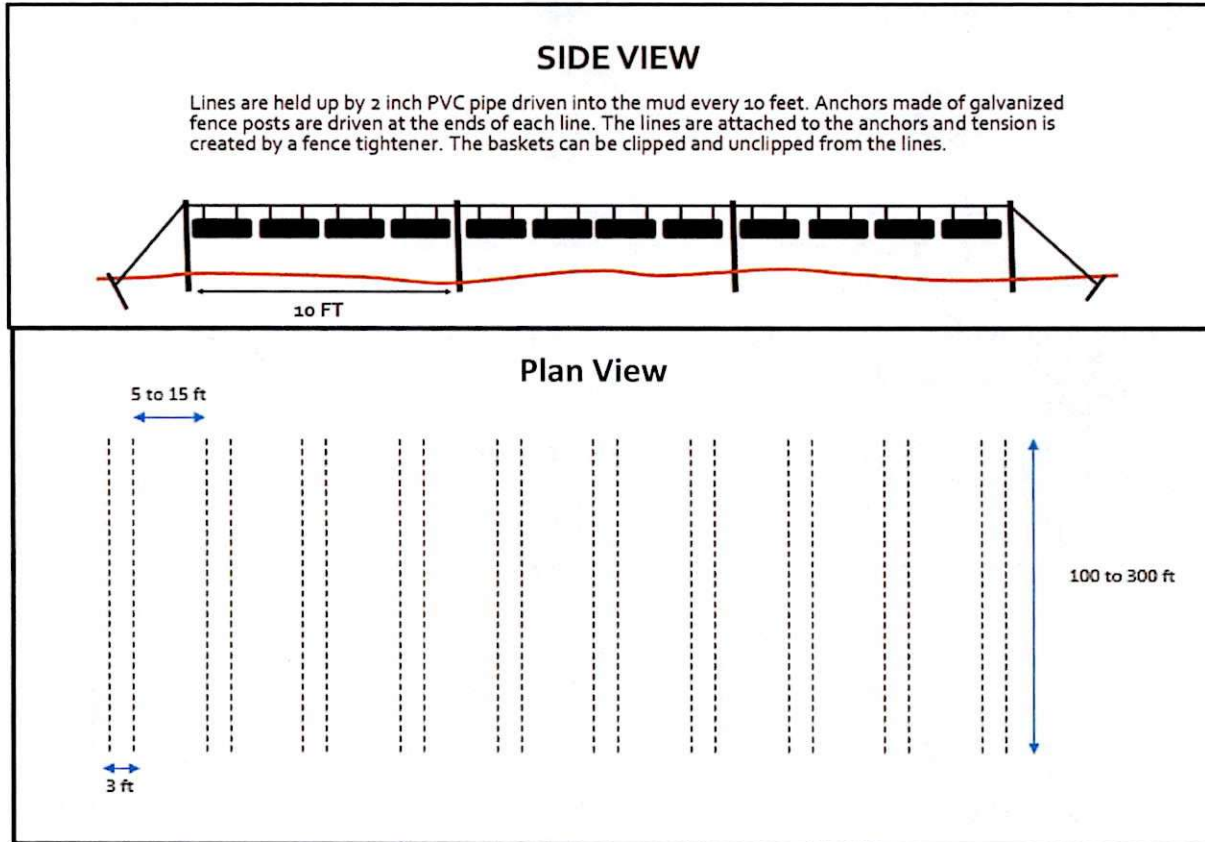 SIDE VIEW
Lines are held up by 2 inch PVC pipe driven into the mud every 10 feet. Anchors made of galvanized
fence posts are driven at the ends of each line. The lines are attached to the anchors and tension is
created by a fence tightener. The baskets can be clipped and unclipped from the lines.
10 FT
Plan View
5 to 15 ft
100 to 300 ft
3 ft